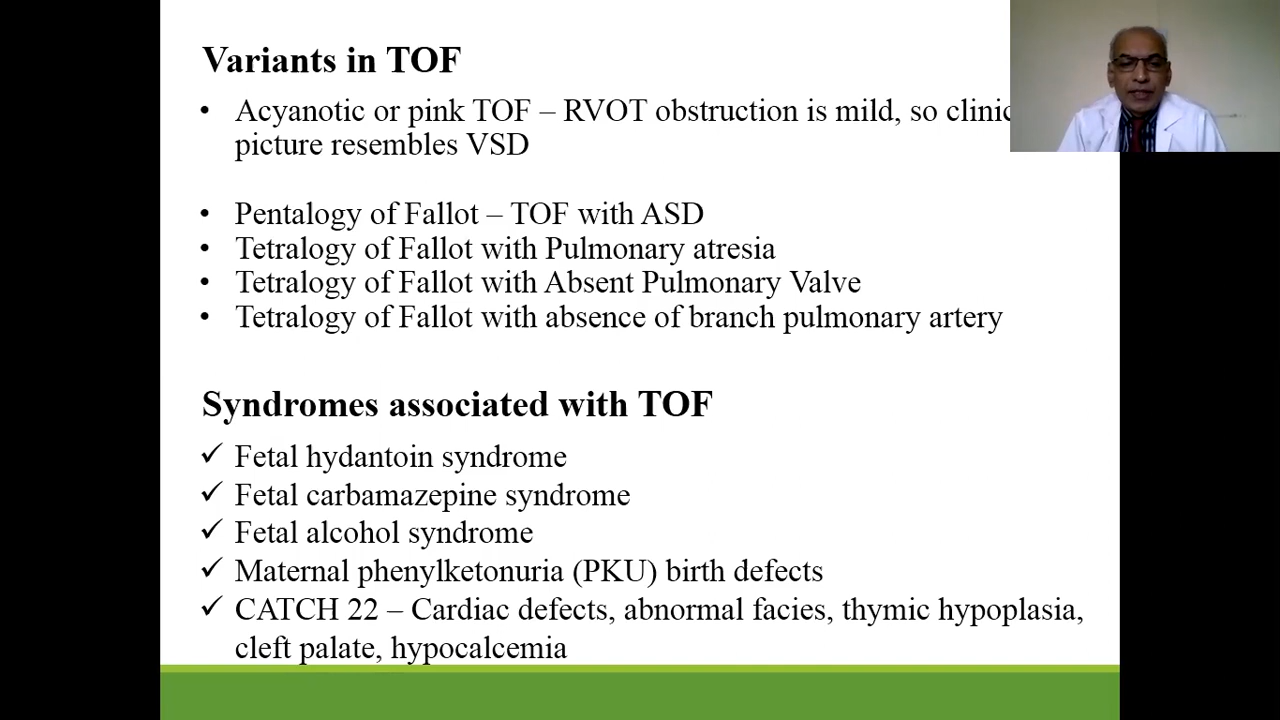 Variants in TOF
• Acyanotic or pink TOF – RVOT obstruction is mild, so
picture resembles VSD
• Pentalogy of Fallot – TOF with ASD
• Tetralogy of Fallot with Pulmonary atresia
• Tetralogy of Fallot with Absent Pulmonary Valve
• Tetralogy of Fallot with absence of branch pulmonary artery
Syndromes associated with TOF
✓ Fetal hydantoin syndrome
✓ Fetal carbamazepine syndrome
✓ Fetal alcohol syndrome
✓ Maternal phenylketonuria (PKU) birth defects
✓ CATCH 22 – Cardiac defects, abnormal facies, thymic hypoplasia,
cleft palate, hypocalcemia